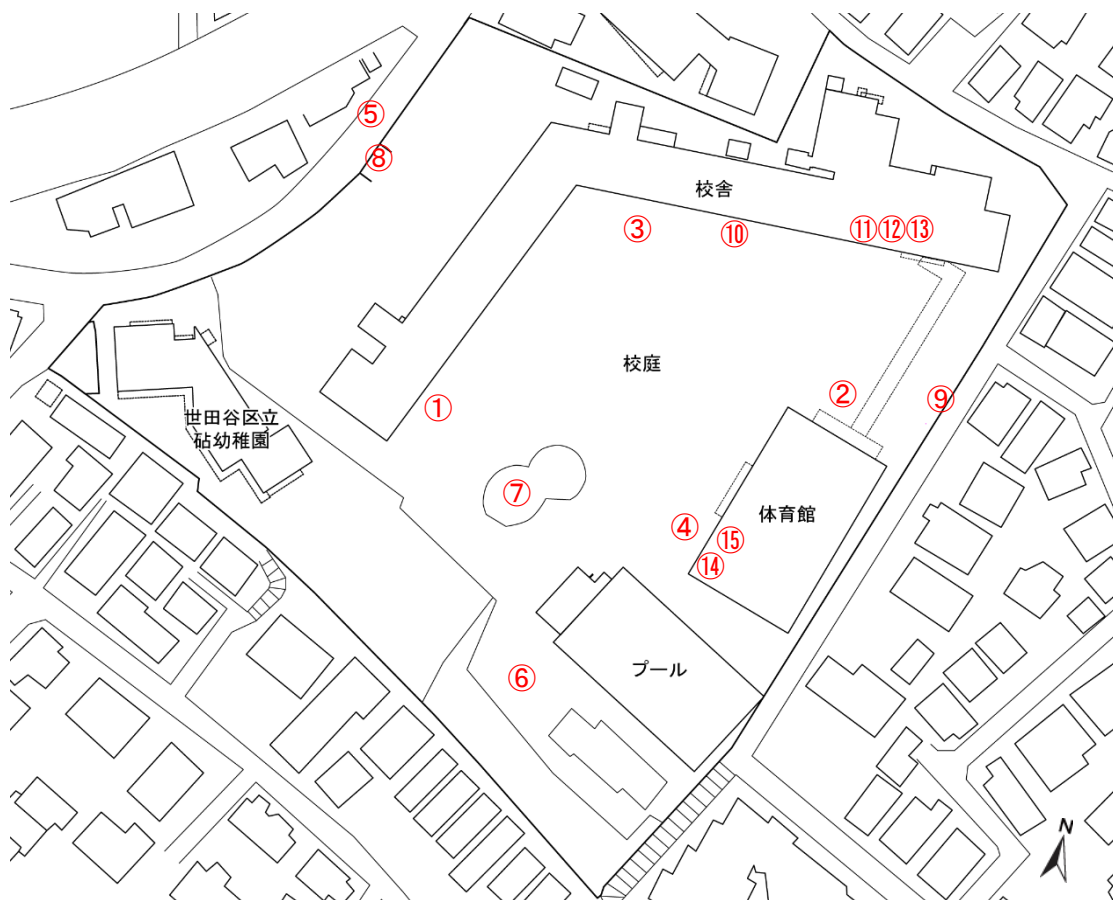 ⑤
⑧
校舎
③
⑩
⑪⑫⑬
校庭
②
⑨
①
世田谷区立
砧幼稚園
⑦
体育館
④
⑮
⑭
プール
⑥
N